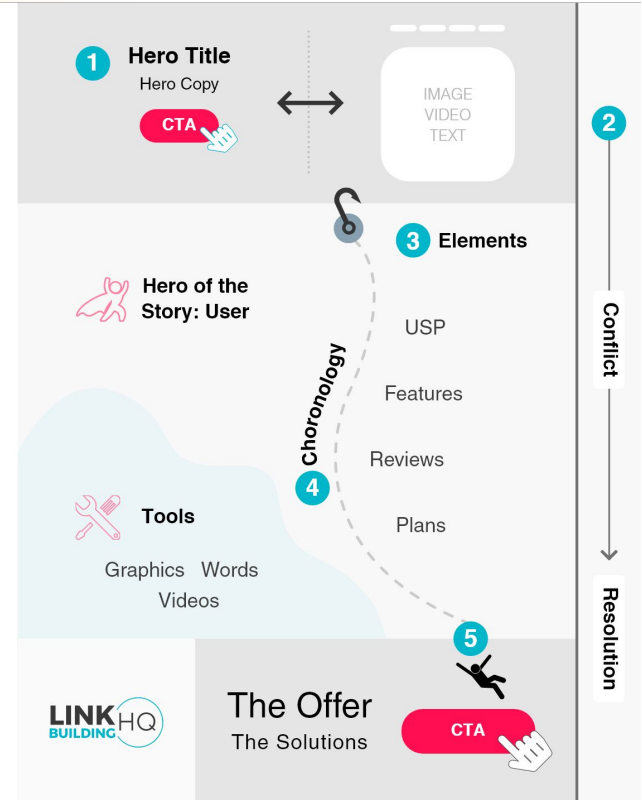 1
Hero Title
Hero Copy
CTA
IMAGE
VIDEO
TEXT
2
3 Elements
Hero of the
Story: User
USP
Conflict
Features
Choronology
Reviews
4
Tools
Plans
Graphics Words
Videos
Resolution
5
LINK
BUILDING
HQ
The Offer
The Solutions
CTA